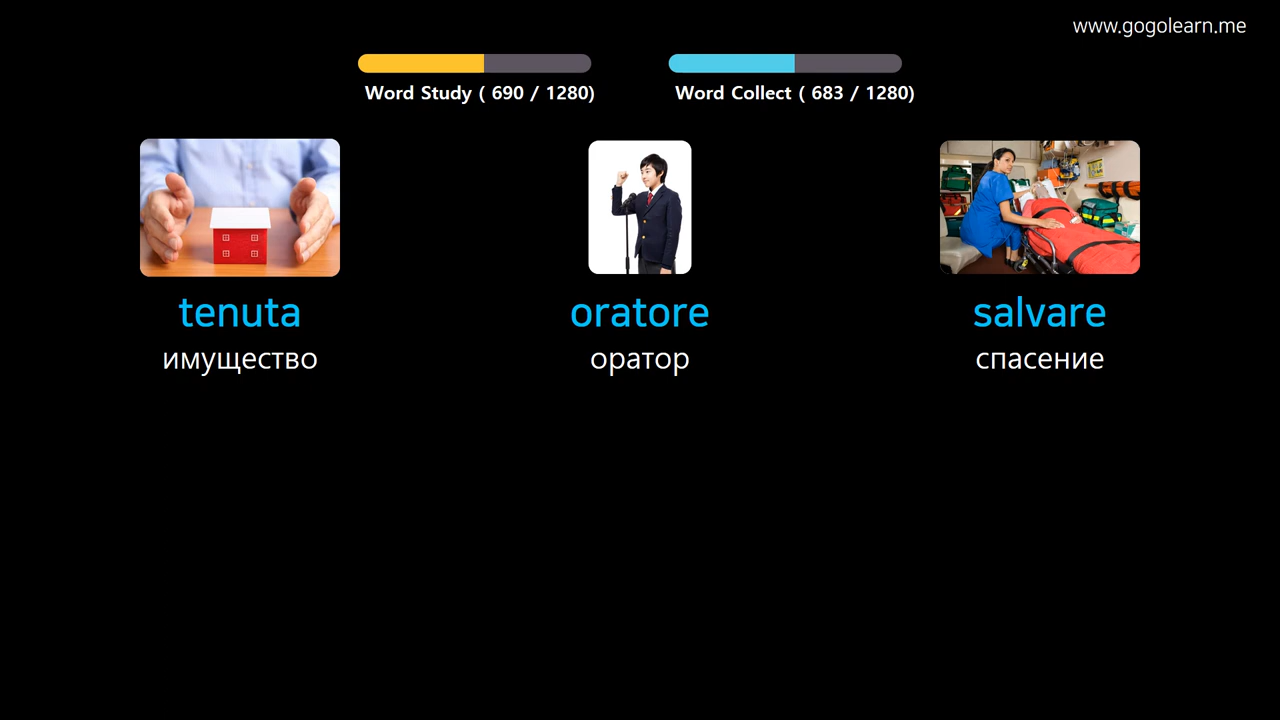 www.gogolearn.me
Word Study ( 690 / 1280)
Word Collect ( 683 / 1280)
tenuta
oratore
salvare
имущество
оратор
спасение